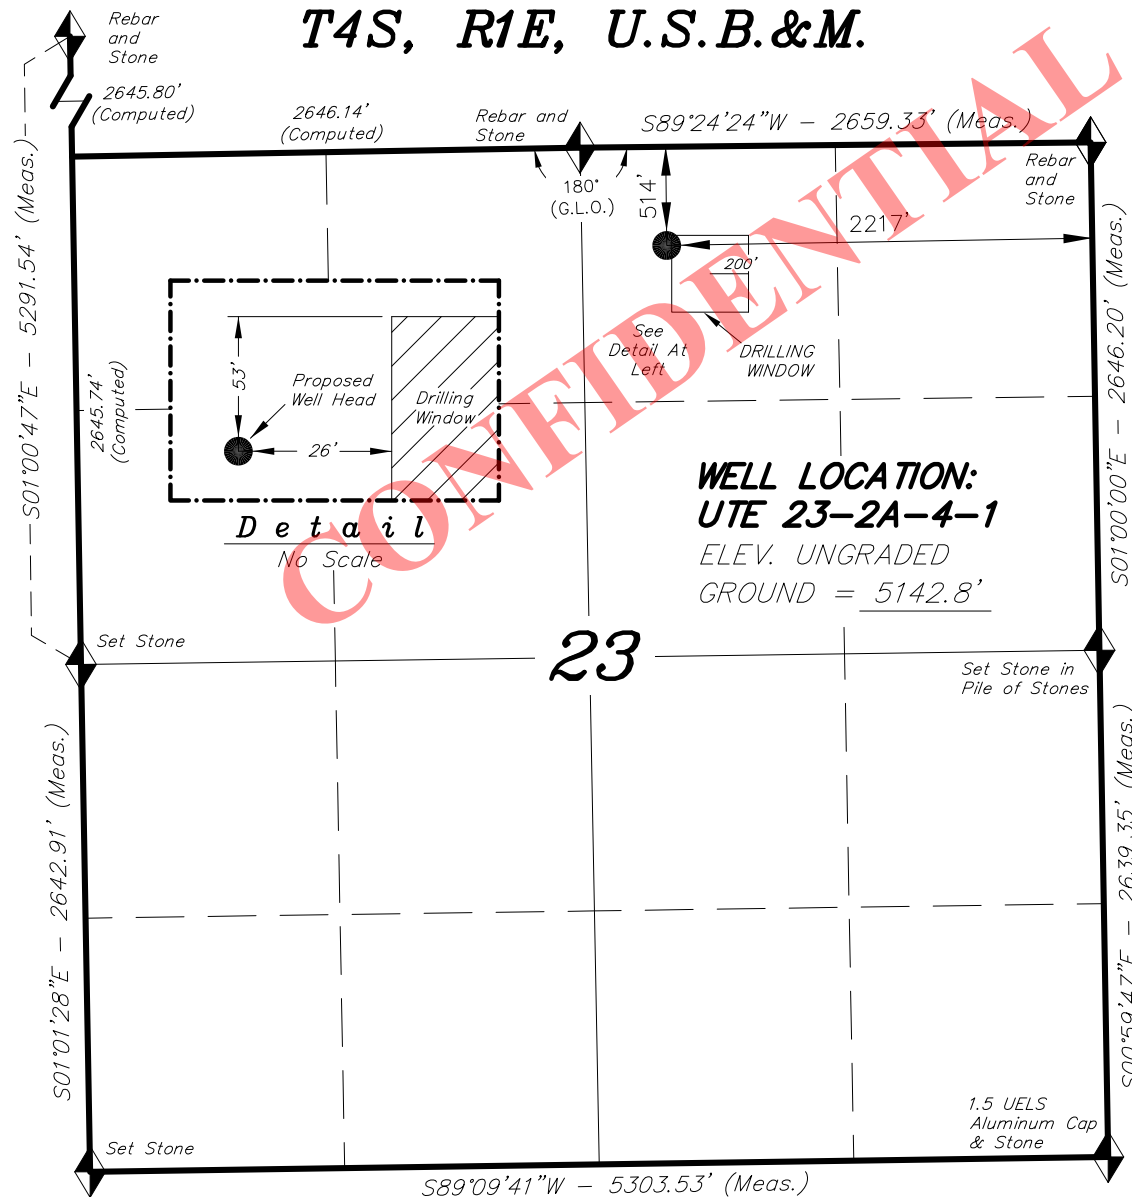 T4S, R1E, U.S.B.&M.
Rebar
and
Stone
2645.80'
(Computed)
2646.14'
(Computed)
Rebar and
Stone
S89°24'24"W - 2659.33' (Meas.)
Rebar
and
Stone
180°
(G.L.O.)
514'
2217'
200'
See
Detail At
Left
DRILLING
WINDOW
S01°00'47"E - 5291.54' (Meas.)
2645.74'
(Computed)
53'
Proposed
Well Head
26'
Drilling
Window
Detail
No Scale
WELL LOCATION:
UTE 23-2A-4-1
ELEV. UNGRADED
GROUND = 5142.8'
S01°00'00"E - 2646.20' (Meas.)
CONFIDENTIAL
Set Stone
23
Set Stone in
Pile of Stones
S01°01'28"E - 2642.91' (Meas.)
S00°59'47"E - 2639.35' (Meas.)
1.5 UELS
Aluminum Cap
& Stone
Set Stone
S89°09'41"W - 5303.53' (Meas.)